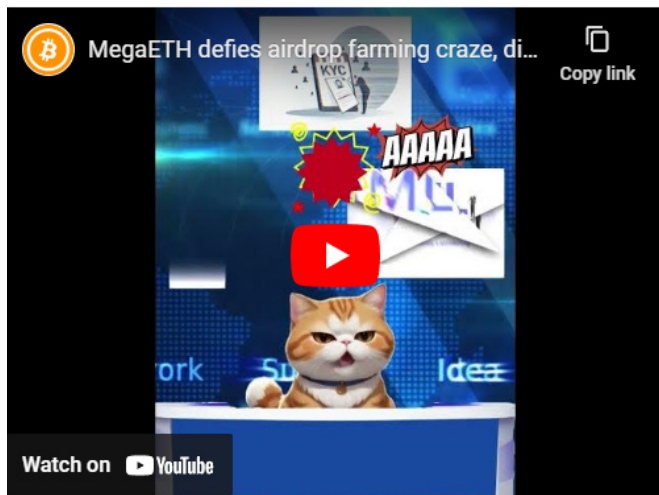 MegaETH defies airdrop farming craze, di...
Copy link
KYC
AAAAA
ork
Idea
Watch on YouTube